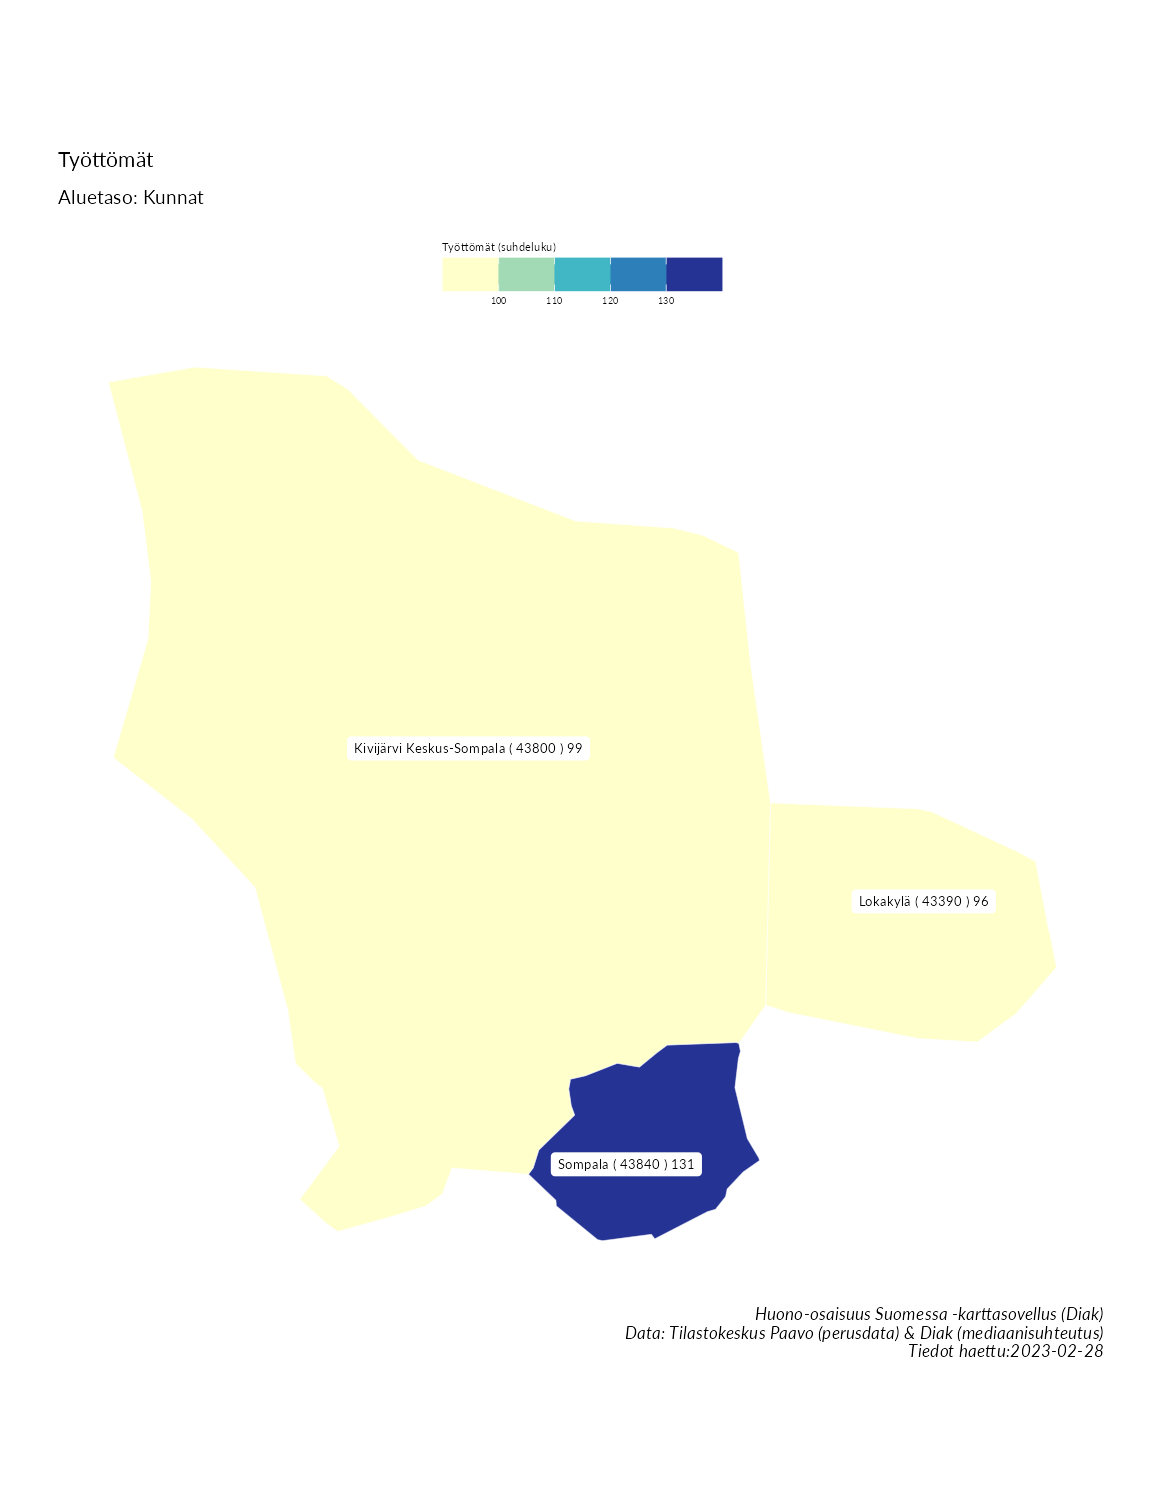 Työttömät
Aluetaso: Kunnat
Työttömät (suhdeluku)
100 110 120 130
Kivijärvi Keskus-Sompala ( 43800 ) 99
Lokakylä ( 43390 ) 96
Sompala ( 43840 ) 131
Huono-osaisuus Suomessa -karttasovellus (Diak)
Data: Tilastokeskus Paavo (perusdata) & Diak (mediaanisuhteutus)
Tiedot haettu:2023-02-28